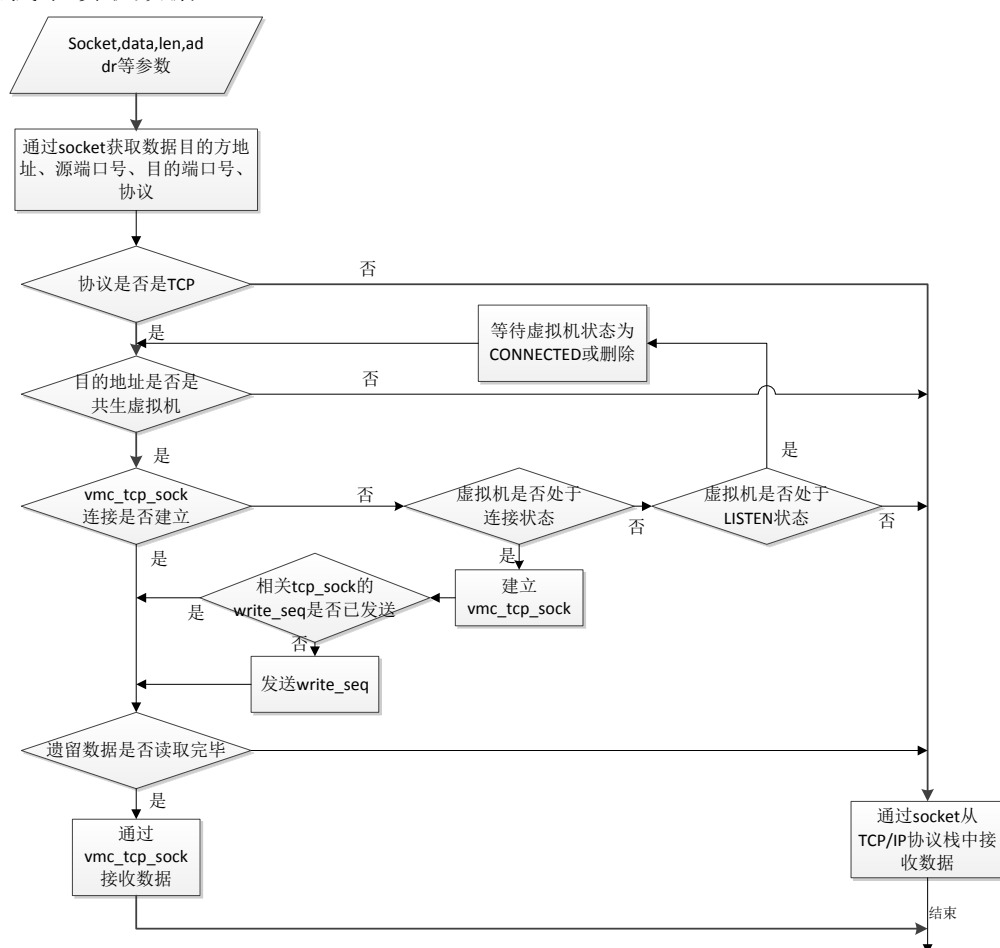 Socket,data,len,ad
dr等参数
通过socket获取数据目的方地
址、源端口号、目的端口号、
协议
协议是否是TCP
否
是
等待虚拟机状态为
CONNECTED或删除
目的地址是否是
共生虚拟机
否
是
是
vmc_tcp_sock
连接是否建立
否
虚拟机是否处于
连接状态
否
虚拟机是否处于
LISTEN状态
否
是
是
相关tcp_sock的
write_seq是否已发送
是
建立
vmc_tcp_sock
否
发送write_seq
遗留数据是否读取完毕
是
通过
vmc_tcp_sock
接收数据
通过socket从
TCP/IP协议栈中接
收数据
结束